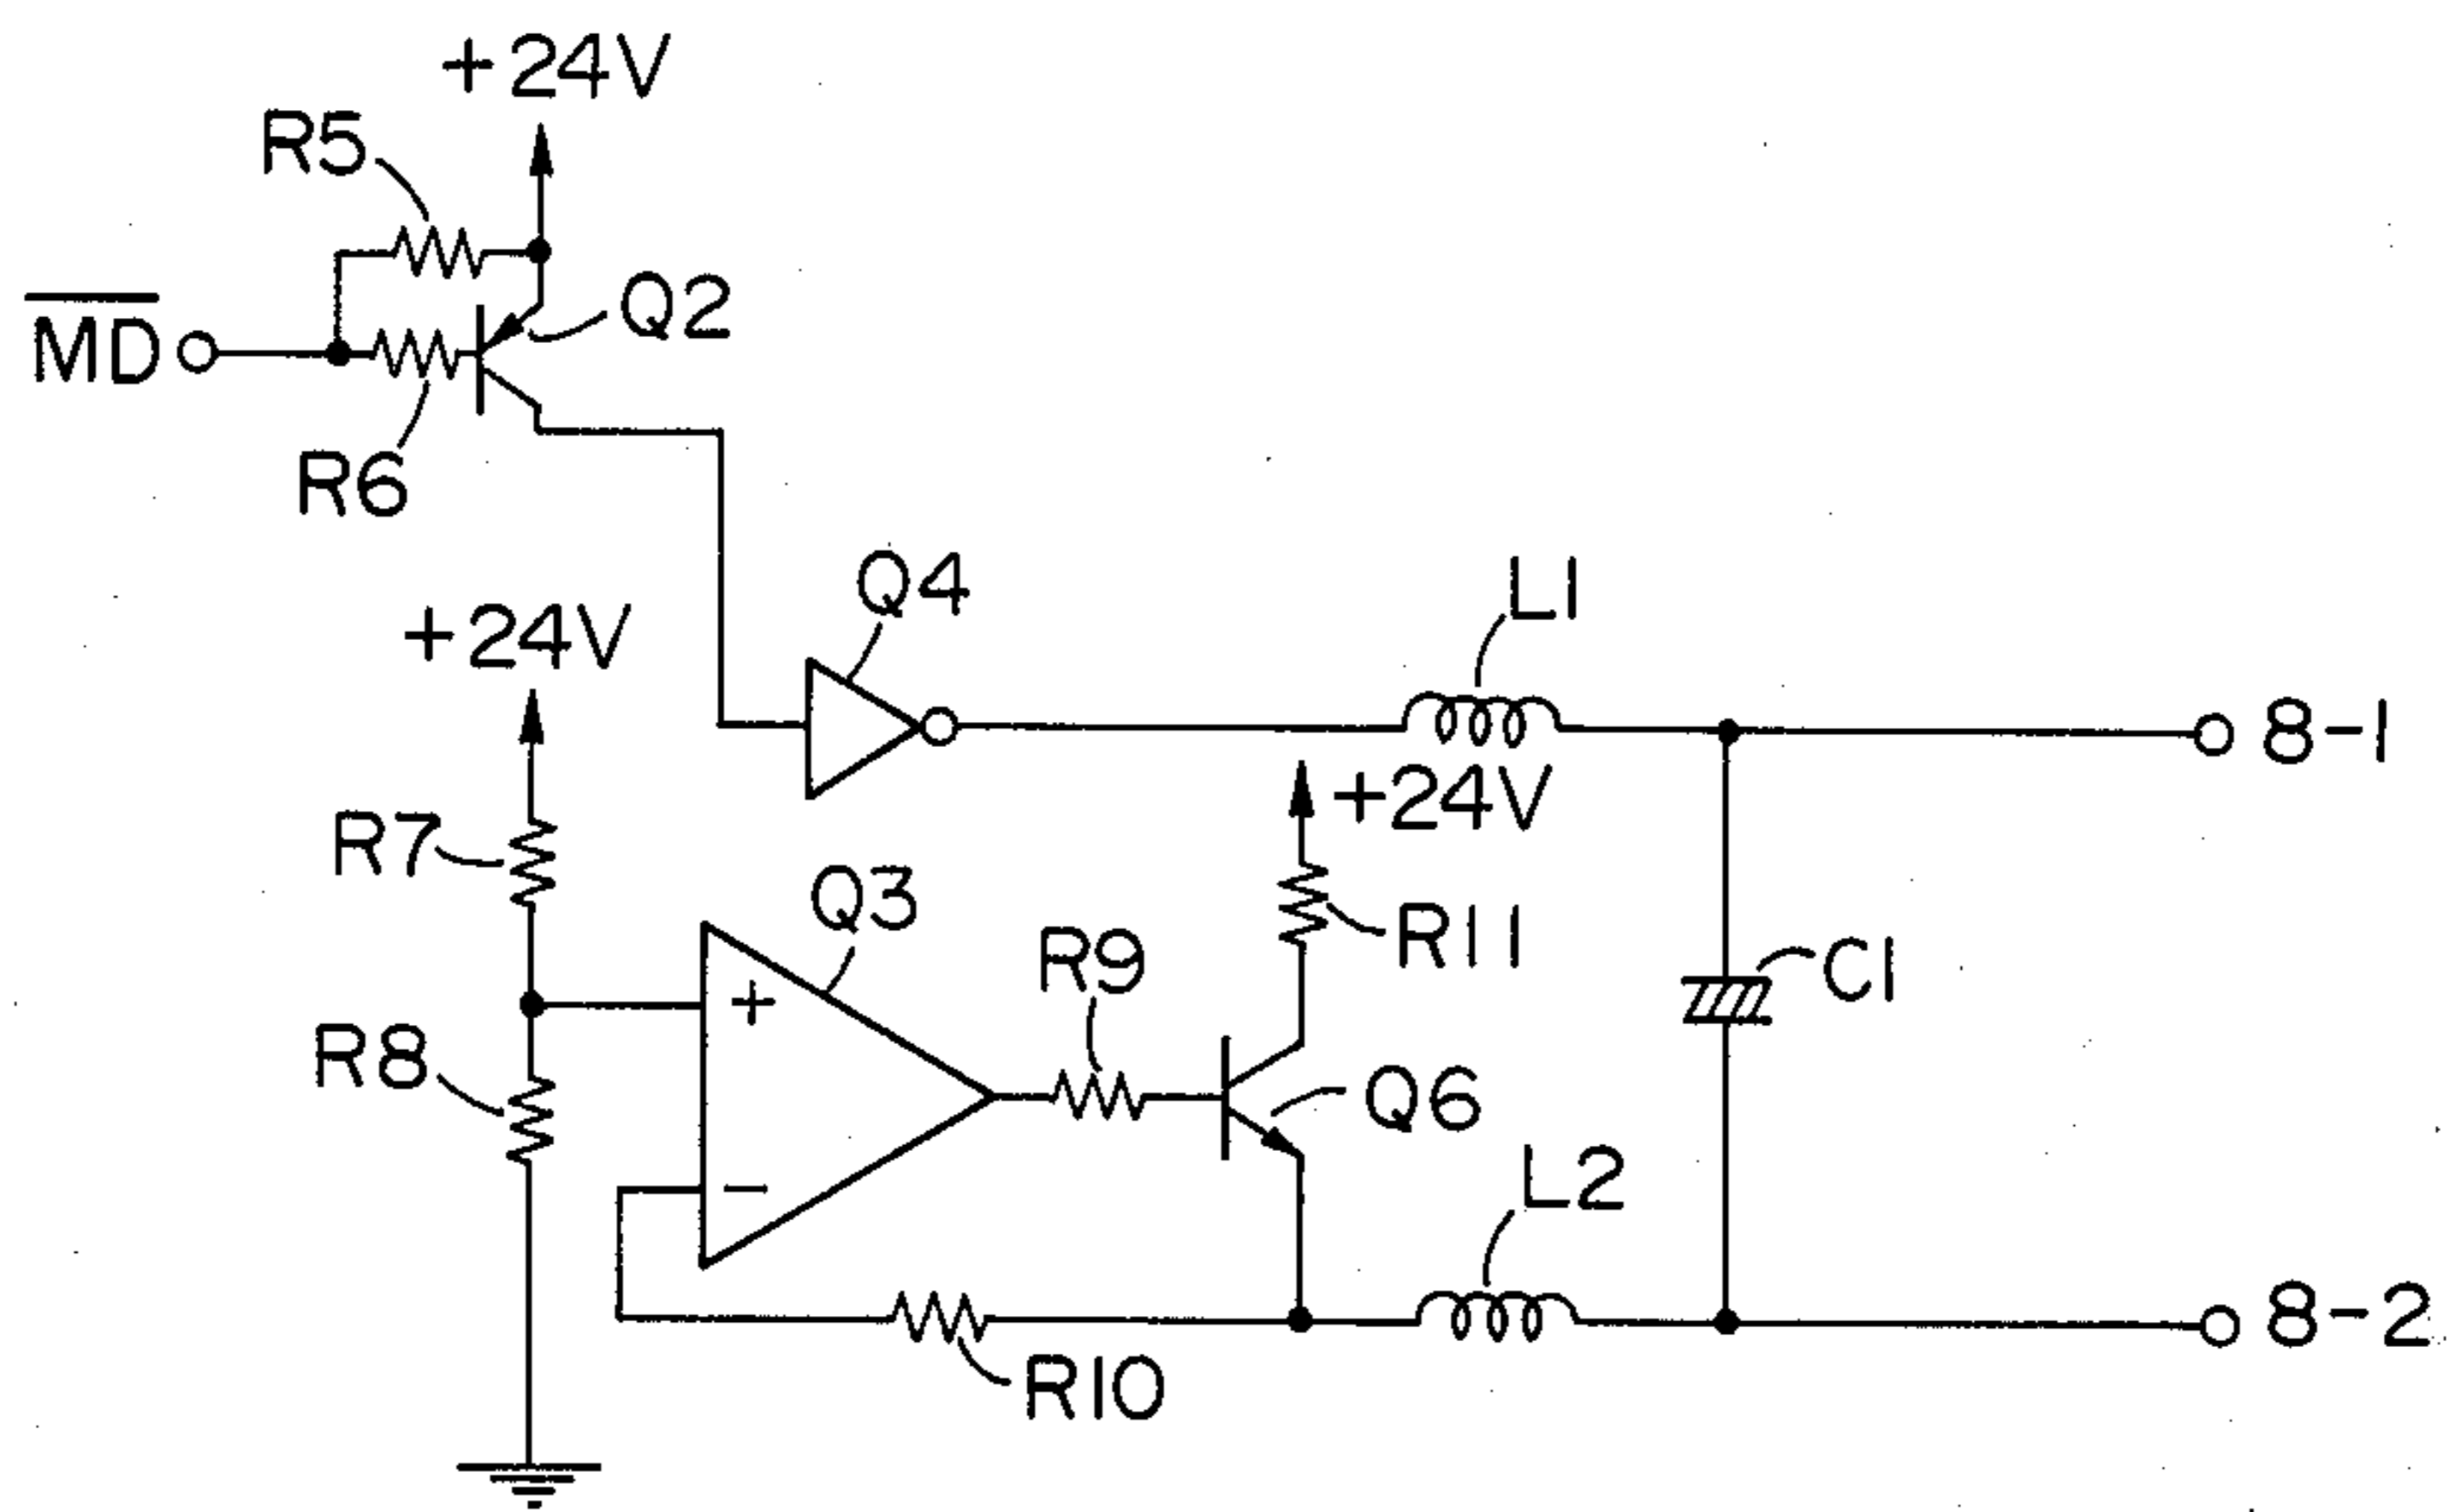 +24V
R5
Q2
M̅D̅
R6
Q4
L1
+24V
8-1
+24V
R7
Q3
R11
R9
C1
R8
Q6
+
L2
−
8-2
R10